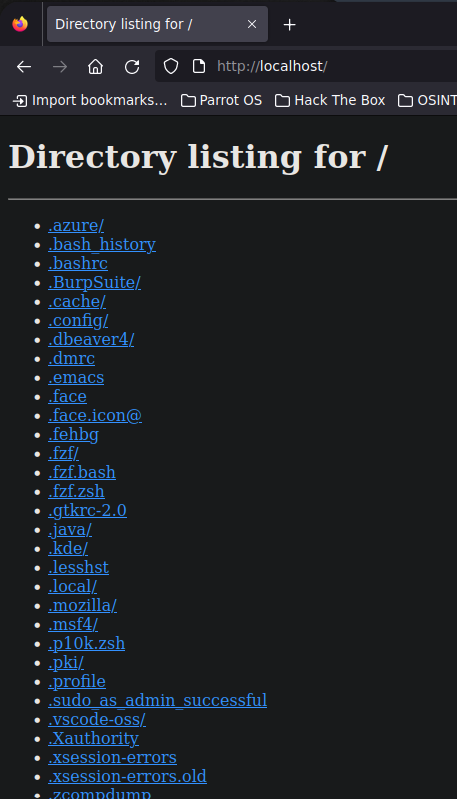 Directory listing for /
http://localhost/
Import bookmarks... Parrot OS Hack The Box OSINT
Directory listing for /
.azure/
.bash_history
.bashrc
.BurpSuite/
.cache/
.config/
.dbeaver4/
.dmrc
.emacs
.face
.face.icon@
.fehbg
.fzf/
.fzf.bash
.fzf.zsh
.gtkrc-2.0
.java/
.kde/
.lesshst
.local/
.mozilla/
.msf4/
.p10k.zsh
.pki/
.profile
.sudo_as_admin_successful
.vscode-oss/
.Xauthority
.xsession-errors
.xsession-errors.old
.zcompdump